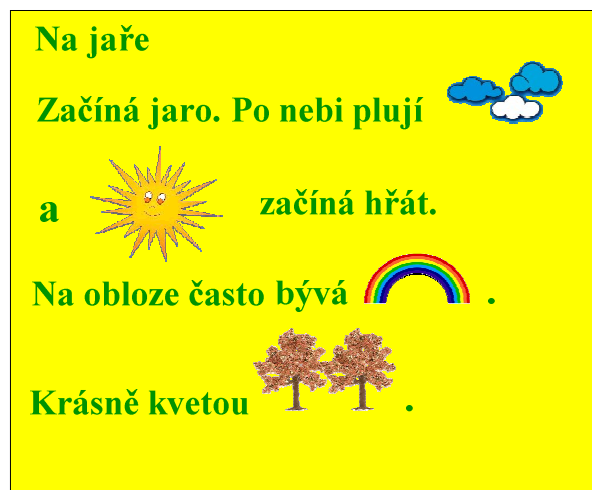 Na jaře
Začíná jaro. Po nebi plují
a začíná hřát.
Na obloze často bývá .
Krásně kvetou .